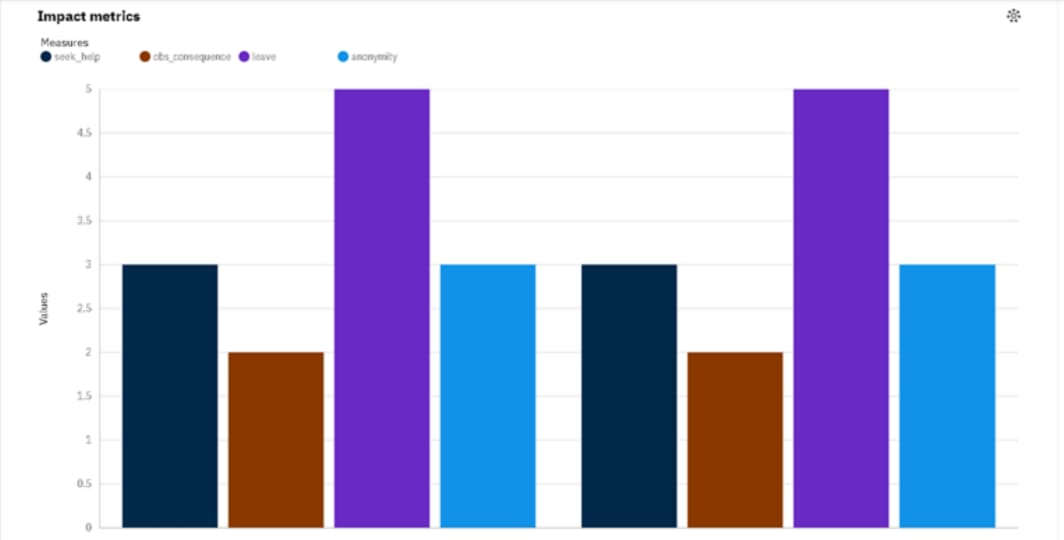 Impact metrics
Measures
seek_help obs_consequence leave anonymity
5
4.5
4
3.5
3
2.5
2
1.5
1
0.5
0
Values